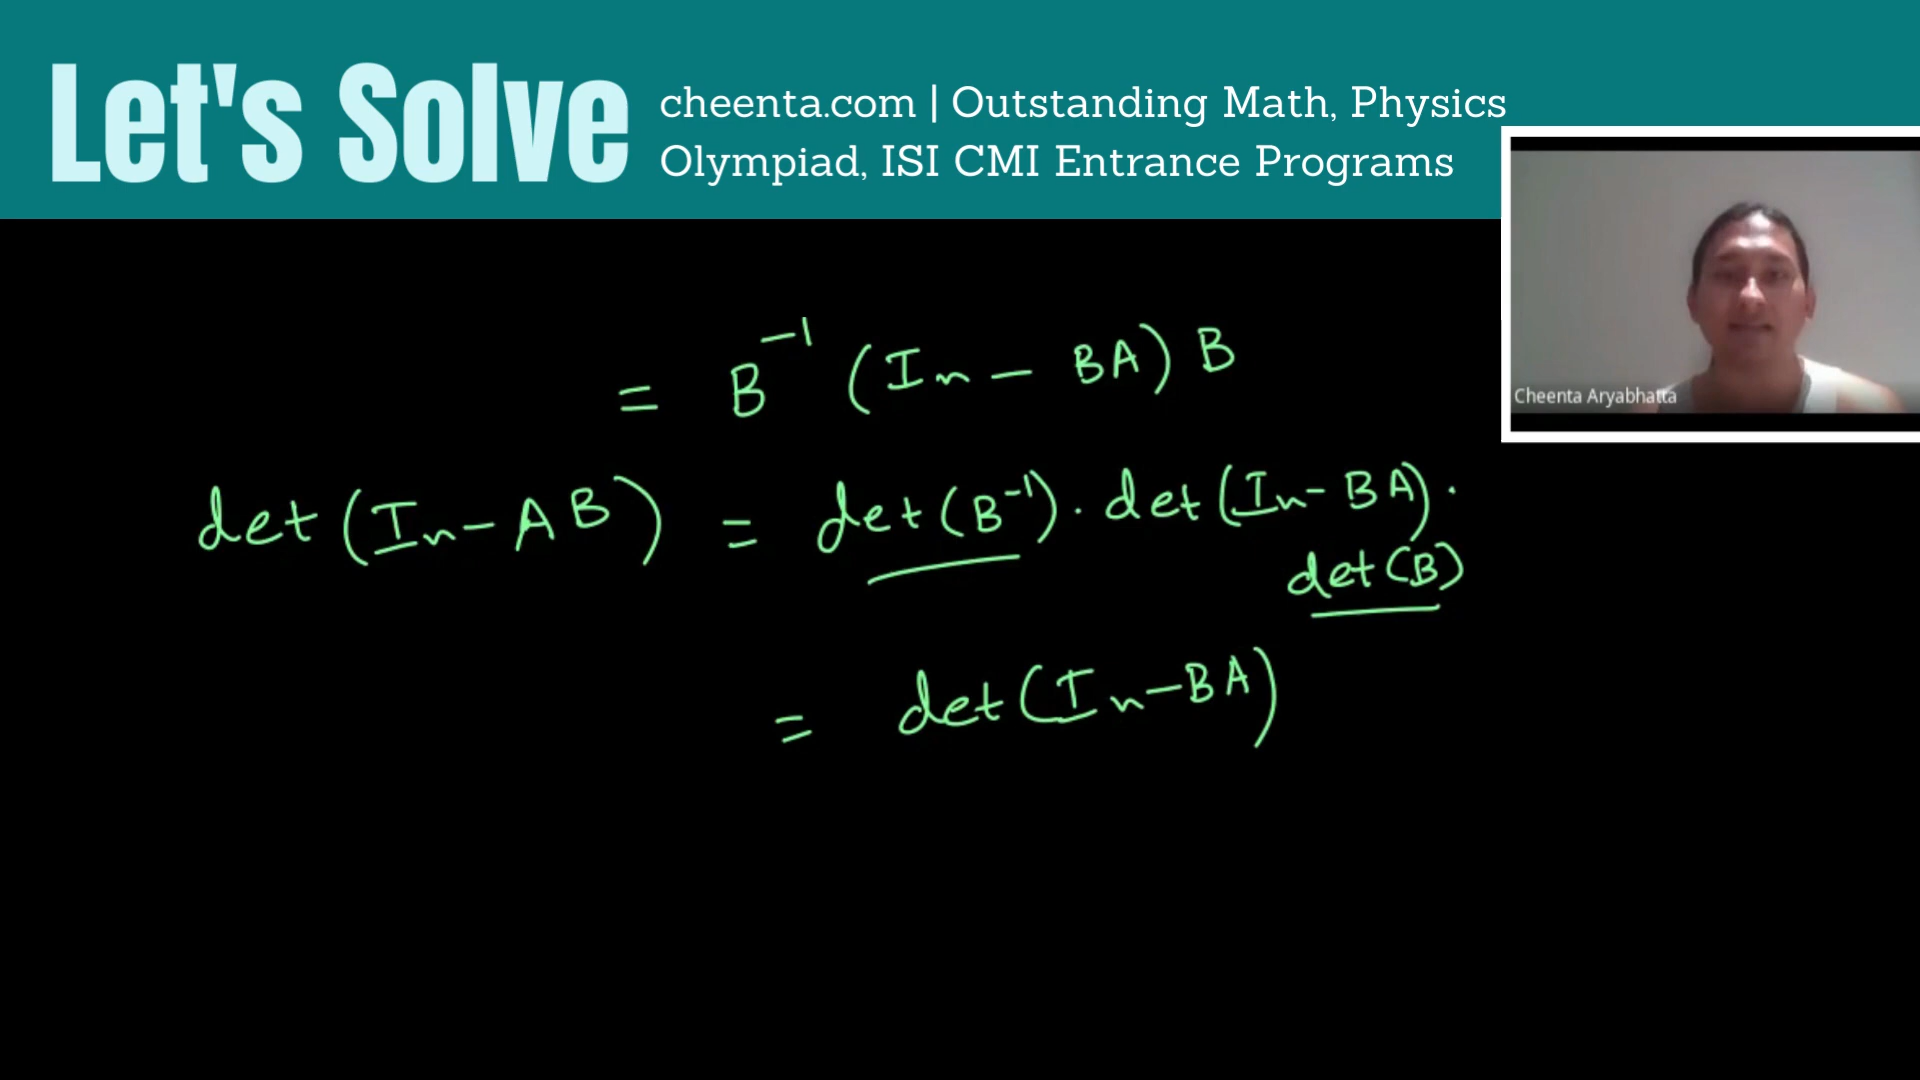 Let's Solve
cheenta.com | Outstanding Math, Physics
Olympiad, ISI CMI Entrance Programs
Cheenta Aryabhatta
= B⁻¹ (In - BA) B
det (In - AB) = det (B⁻¹) . det (In - BA) .
det (B)
= det (In - BA)